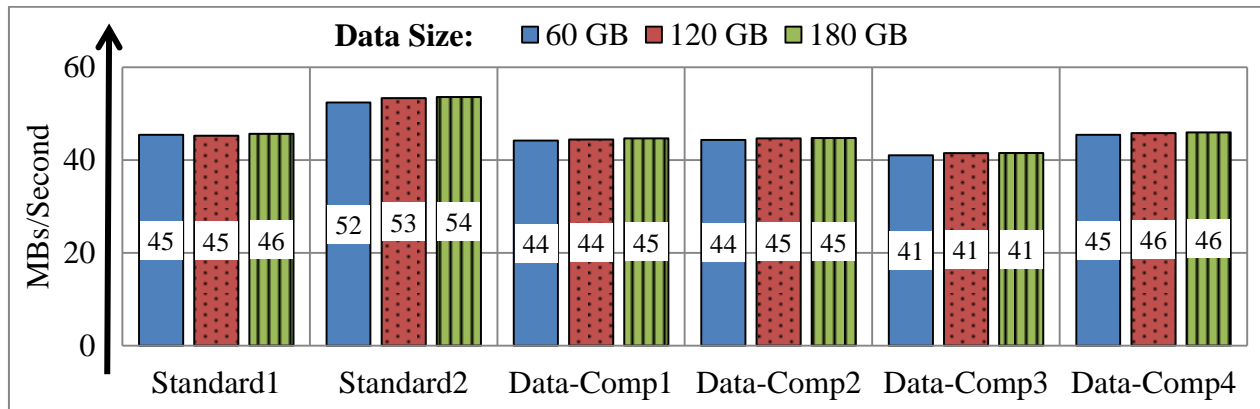 Data Size: 60 GB 120 GB 180 GB
MBs/Second
60
40
20
0
45 45 46 52 53 54 44 44 45 44 45 45 41 41 41 45 46 46
Standard1 Standard2 Data-Comp1 Data-Comp2 Data-Comp3 Data-Comp4